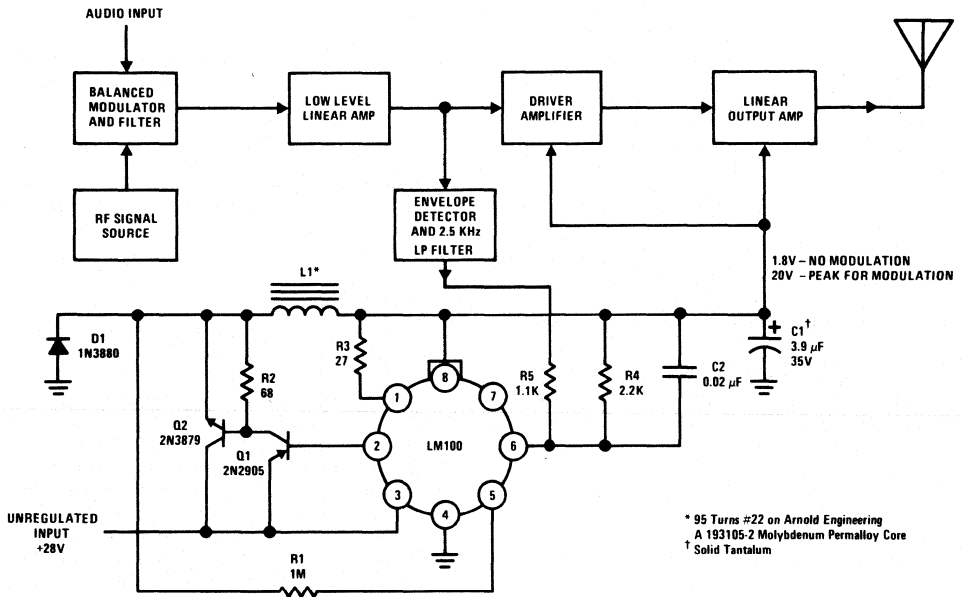 AUDIO INPUT
BALANCED
MODULATOR
AND FILTER
LOW LEVEL
LINEAR AMP
DRIVER
AMPLIFIER
LINEAR
OUTPUT AMP
RF SIGNAL
SOURCE
ENVELOPE
DETECTOR
AND 2.5 KHz
LP FILTER
1.8V – NO MODULATION
20V – PEAK FOR MODULATION
L1*
D1
1N3880
R2
68
R3
27
R5
1.1K
R4
2.2K
C2
0.02 µF
+
C1†
3.9 µF
35V
Q2
2N3879
Q1
2N2905
LM100
1
2
3
4
5
6
7
8
UNREGULATED
INPUT
+28V
R1
1M
* 95 Turns #22 on Arnold Engineering
A 193105-2 Molybdenum Permalloy Core
† Solid Tantalum